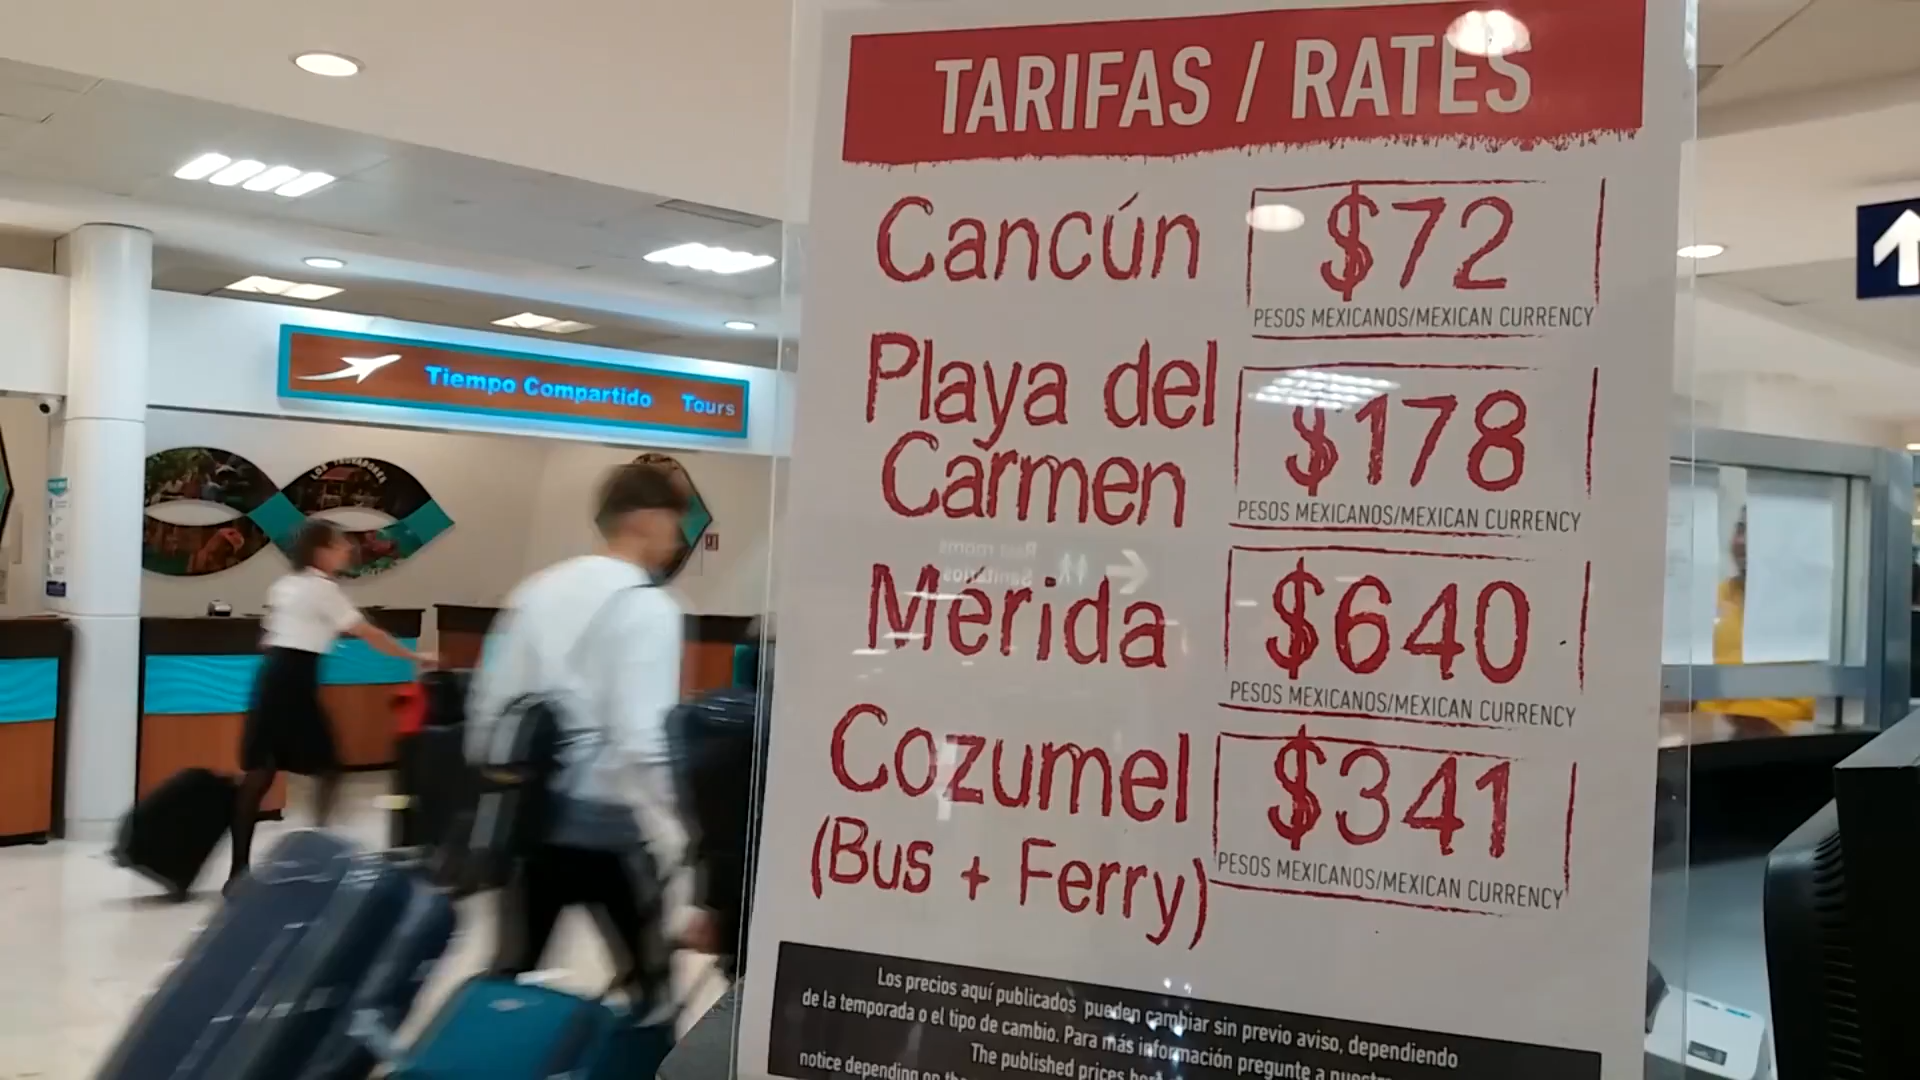 TARIFAS / RATES
Cancún $72
PESOS MEXICANOS/MEXICAN CURRENCY
Playa del
Carmen $178
PESOS MEXICANOS/MEXICAN CURRENCY
Mérida $640
PESOS MEXICANOS/MEXICAN CURRENCY
Cozumel $341
(Bus + Ferry)
PESOS MEXICANOS/MEXICAN CURRENCY
Los precios aquí publicados pueden cambiar sin previo aviso, dependiendo
de la temporada o el tipo de cambio. Para más información pregunte a
The published prices
notice depending on
Tiempo Compartido Tours
Rest rooms
Sanitarios